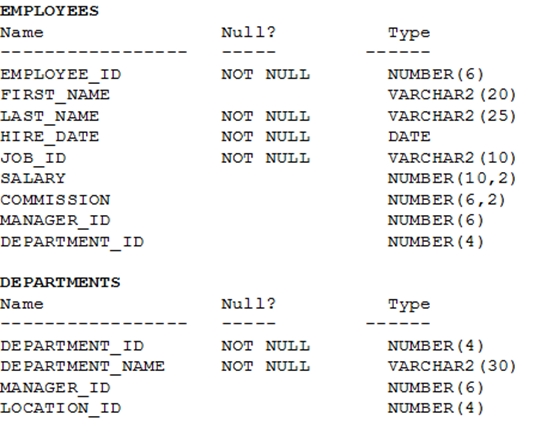 EMPLOYEES
Name Null? Type
----------------- ----- ------
EMPLOYEE_ID NOT NULL NUMBER(6)
FIRST_NAME VARCHAR2(20)
LAST_NAME NOT NULL VARCHAR2(25)
HIRE_DATE NOT NULL DATE
JOB_ID NOT NULL VARCHAR2(10)
SALARY NUMBER(10,2)
COMMISSION NUMBER(6,2)
MANAGER_ID NUMBER(6)
DEPARTMENT_ID NUMBER(4)
DEPARTMENTS
Name Null? Type
----------------- ----- ------
DEPARTMENT_ID NOT NULL NUMBER(4)
DEPARTMENT_NAME NOT NULL VARCHAR2(30)
MANAGER_ID NUMBER(6)
LOCATION_ID NUMBER(4)